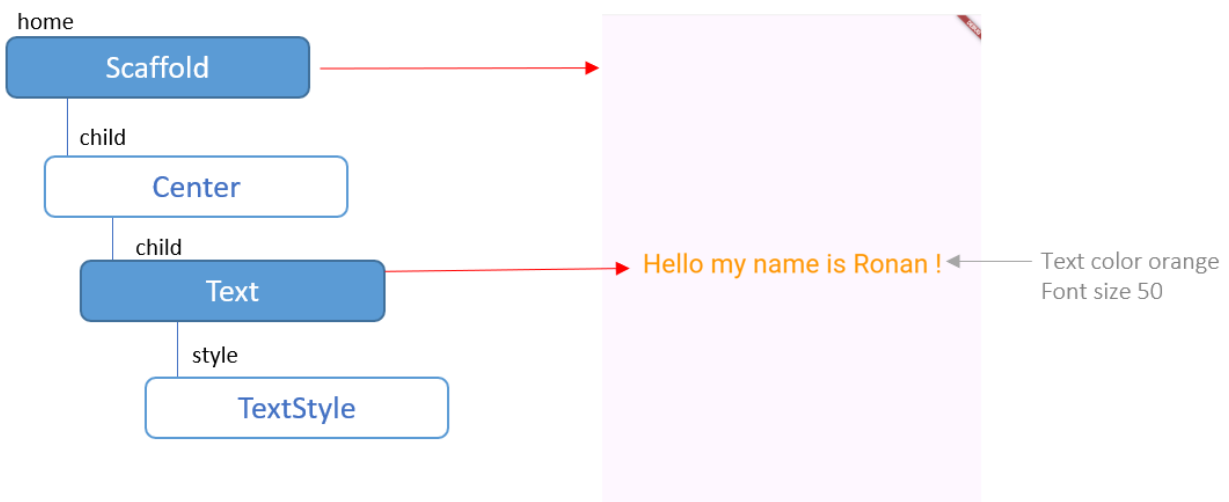 home
Scaffold
child
Center
child
Text
style
TextStyle
Hello my name is Ronan !
Text color orange
Font size 50